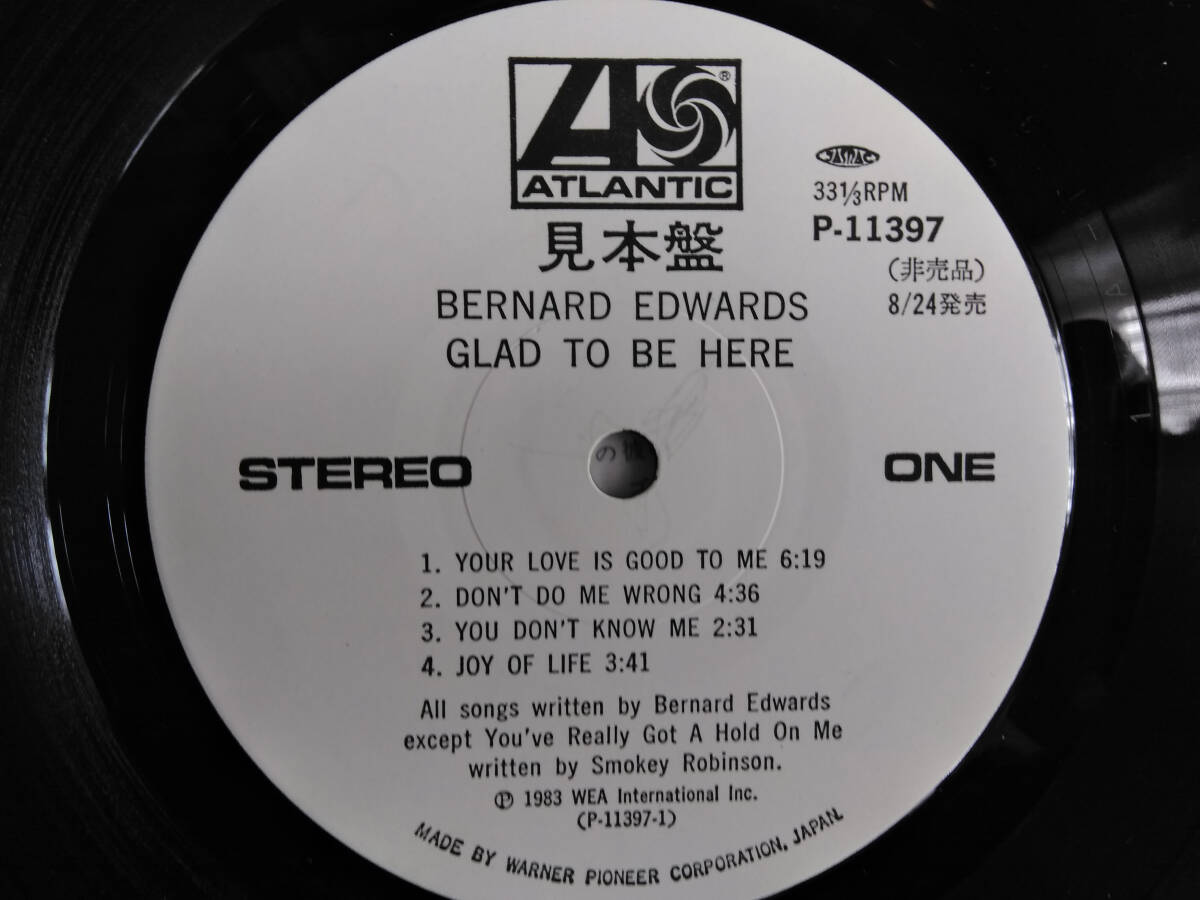 ATLANTIC
®
見本盤
33⅓RPM
P-11397
(非売品)
8/24発売
BERNARD EDWARDS
GLAD TO BE HERE
STEREO
ONE
の
1. YOUR LOVE IS GOOD TO ME 6:19
2. DON'T DO ME WRONG 4:36
3. YOU DON'T KNOW ME 2:31
4. JOY OF LIFE 3:41
All songs written by Bernard Edwards
except You've Really Got A Hold On Me
written by Smokey Robinson.
℗ 1983 WEA International Inc.
(P-11397-1)
MADE BY WARNER PIONEER CORPORATION, JAPAN.